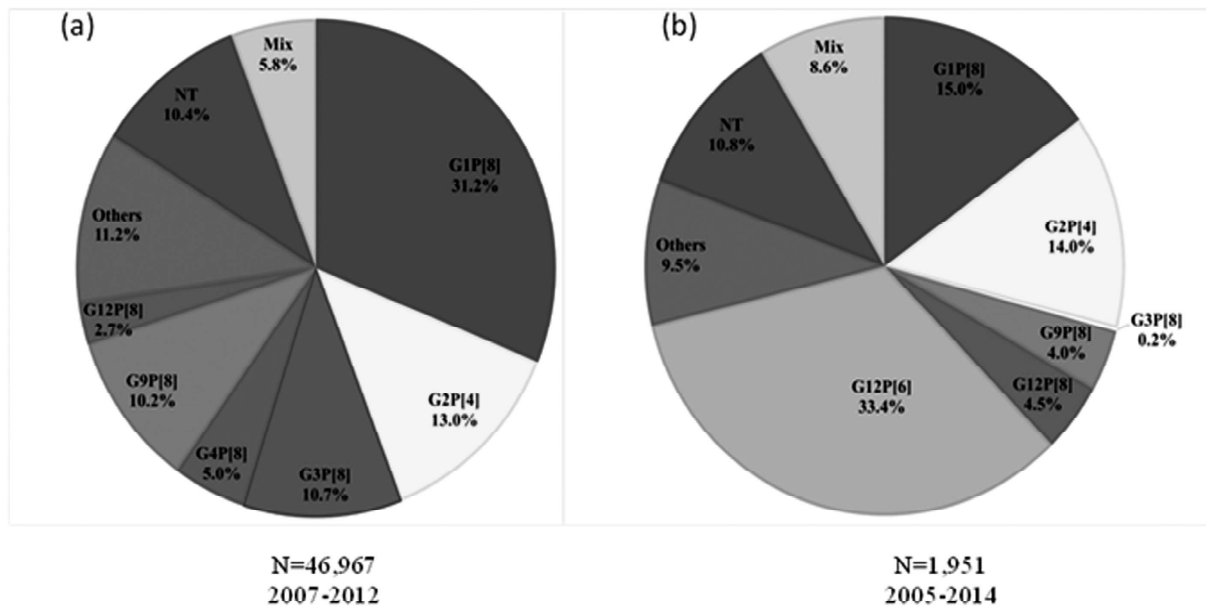 (a)
Mix
5.8%
G1P[8]
31.2%
G2P[4]
13.0%
G3P[8]
10.7%
G4P[8]
5.0%
G9P[8]
10.2%
G12P[8]
2.7%
Others
11.2%
NT
10.4%
N=46,967
2007-2012
(b)
Mix
8.6%
G1P[8]
15.0%
G2P[4]
14.0%
G3P[8]
0.2%
G9P[8]
4.0%
G12P[8]
4.5%
G12P[6]
33.4%
Others
9.5%
NT
10.8%
N=1,951
2005-2014